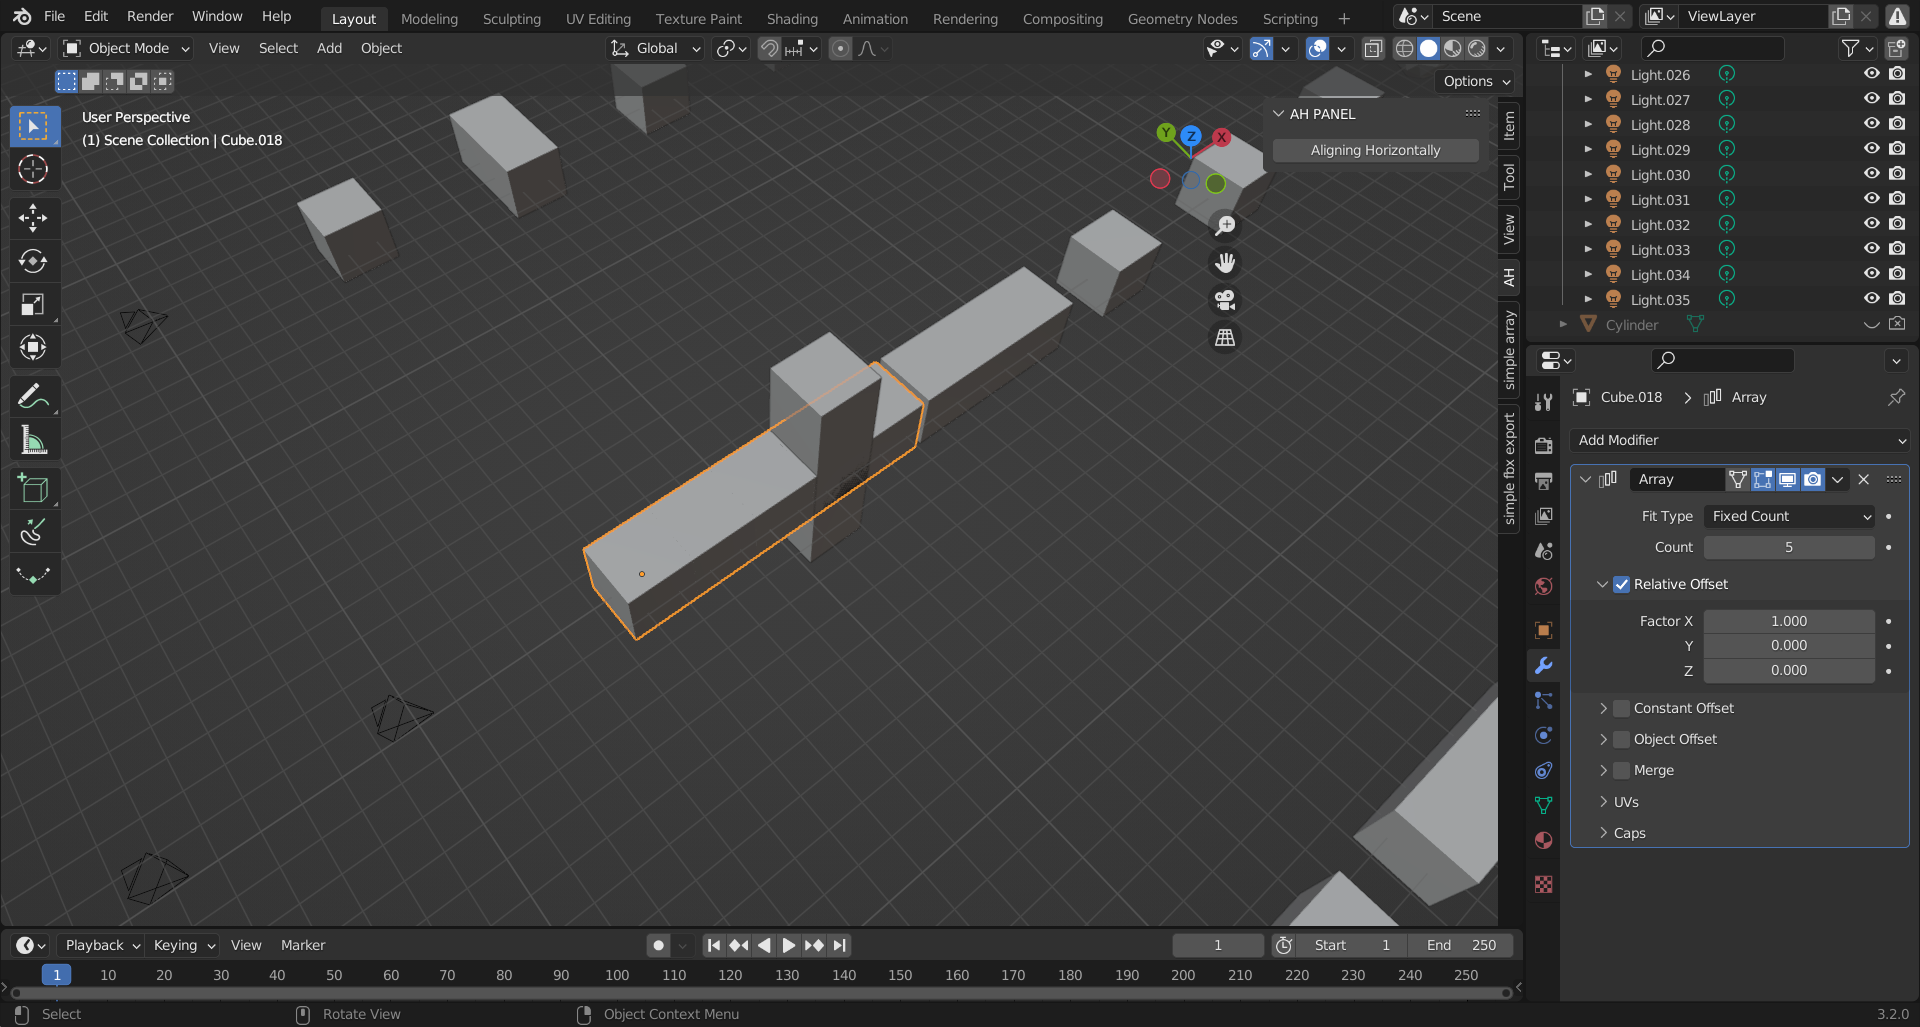 File Edit Render Window Help Layout Modeling Sculpting UV Editing Texture Paint Shading Animation Rendering Compositing Geometry Nodes Scripting + Scene ViewLayer
Object Mode View Select Add Object Global
Options
User Perspective
(1) Scene Collection | Cube.018
Y Z X
AH PANEL
Aligning Horizontally
Item
Tool
View
AH
simple array
simple fbx export
Light.026
Light.027
Light.028
Light.029
Light.030
Light.031
Light.032
Light.033
Light.034
Light.035
Cylinder
Cube.018 > Array
Add Modifier
Array
Fit Type Fixed Count
Count 5
Relative Offset
Factor X 1.000
Y 0.000
Z 0.000
Constant Offset
Object Offset
Merge
UVs
Caps
Playback Keying View Marker 1 Start 1 End 250
1 10 20 30 40 50 60 70 80 90 100 110 120 130 140 150 160 170 180 190 200 210 220 230 240 250
Select Rotate View Object Context Menu 3.2.0